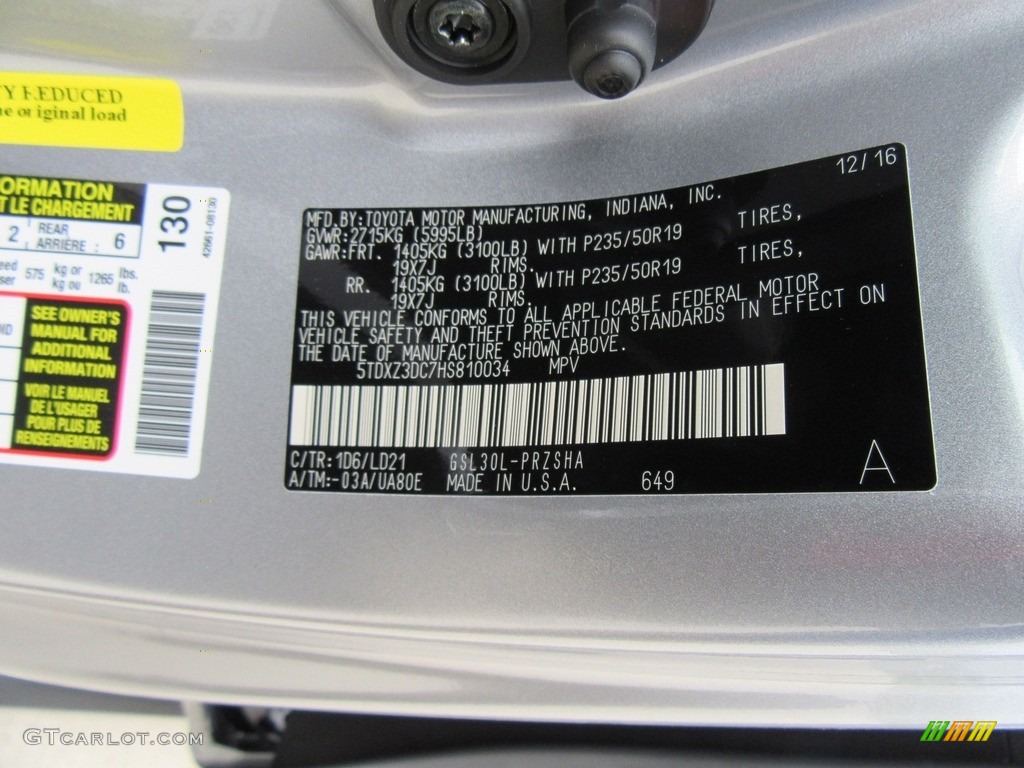 TY REDUCED
ne original load
ORMATION
T LE CHARGEMENT
2 REAR ARRIÈRE : 6
575 kg or kg ou 1265 lbs. lb.
SEE OWNER'S
MANUAL FOR
ADDITIONAL
INFORMATION
VOIR LE MANUEL
DE L'USAGER
POUR PLUS DE
RENSEIGNEMENTS
130
42661-08130
12/16
MFD.BY:TOYOTA MOTOR MANUFACTURING, INDIANA, INC.
GVWR:2715KG (5995LB)
GAWR:FRT. 1405KG (3100LB) WITH P235/50R19 TIRES,
19X7J RIMS.
RR. 1405KG (3100LB) WITH P235/50R19 TIRES,
19X7J RIMS.
THIS VEHICLE CONFORMS TO ALL APPLICABLE FEDERAL MOTOR
VEHICLE SAFETY AND THEFT PREVENTION STANDARDS IN EFFECT ON
THE DATE OF MANUFACTURE SHOWN ABOVE.
5TDXZ3DC7HS810034 MPV
C/TR:1D6/LD21 GSL30L-PRZSHA
A/TM:-03A/UA80E MADE IN U.S.A. 649
A
GTCarLot.com